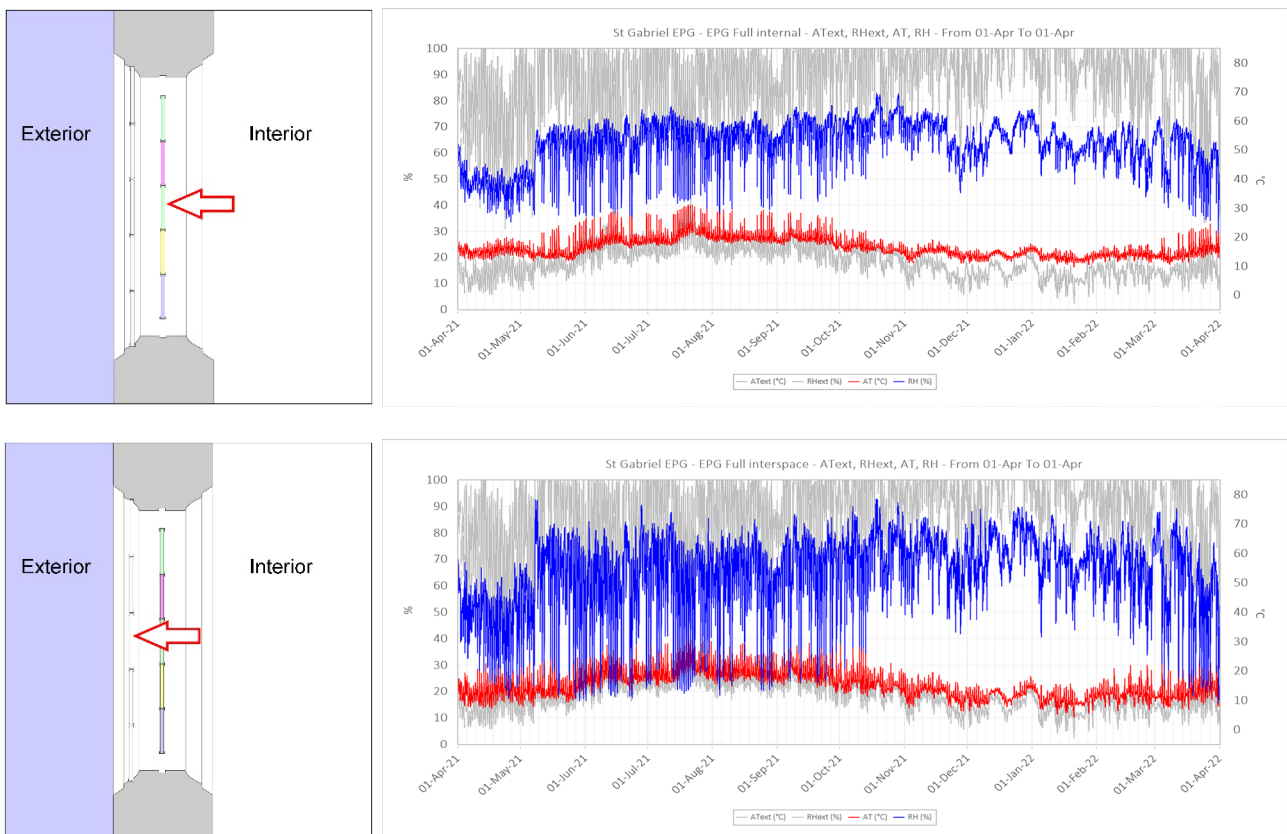 Exterior
Interior
St Gabriel EPG - EPG Full internal - AText, RHext, AT, RH - From 01-Apr To 01-Apr
100
90
80
70
60
50
40
30
20
10
0
%
80
70
60
50
40
30
20
10
0
°C
01-Apr-21
01-May-21
01-Jun-21
01-Jul-21
01-Aug-21
01-Sep-21
01-Oct-21
01-Nov-21
01-Dec-21
01-Jan-22
01-Feb-22
01-Mar-22
01-Apr-22
AText (°C) RHext (%) AT (°C) RH (%)
Exterior
Interior
St Gabriel EPG - EPG Full interspace - AText, RHext, AT, RH - From 01-Apr To 01-Apr
100
90
80
70
60
50
40
30
20
10
0
%
80
70
60
50
40
30
20
10
0
°C
01-Apr-21
01-May-21
01-Jun-21
01-Jul-21
01-Aug-21
01-Sep-21
01-Oct-21
01-Nov-21
01-Dec-21
01-Jan-22
01-Feb-22
01-Mar-22
01-Apr-22
AText (°C) RHext (%) AT (°C) RH (%)